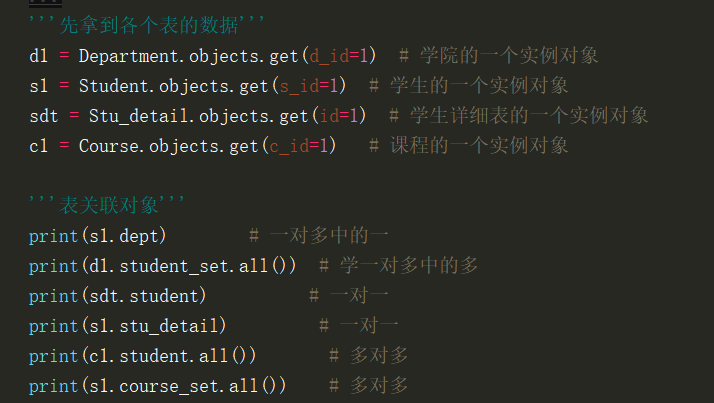 '''先拿到各个表的数据'''
d1 = Department.objects.get(d_id=1)  # 学院的一个实例对象
s1 = Student.objects.get(s_id=1)  # 学生的一个实例对象
sdt = Stu_detail.objects.get(id=1)  # 学生详细表的一个实例对象
c1 = Course.objects.get(c_id=1)   # 课程的一个实例对象
'''表关联对象'''
print(s1.dept)        # 一对多中的一
print(d1.student_set.all())  # 学一对多中的多
print(sdt.student)          # 一对一
print(s1.stu_detail)         # 一对一
print(c1.student.all())       # 多对多
print(s1.course_set.all())    # 多对多